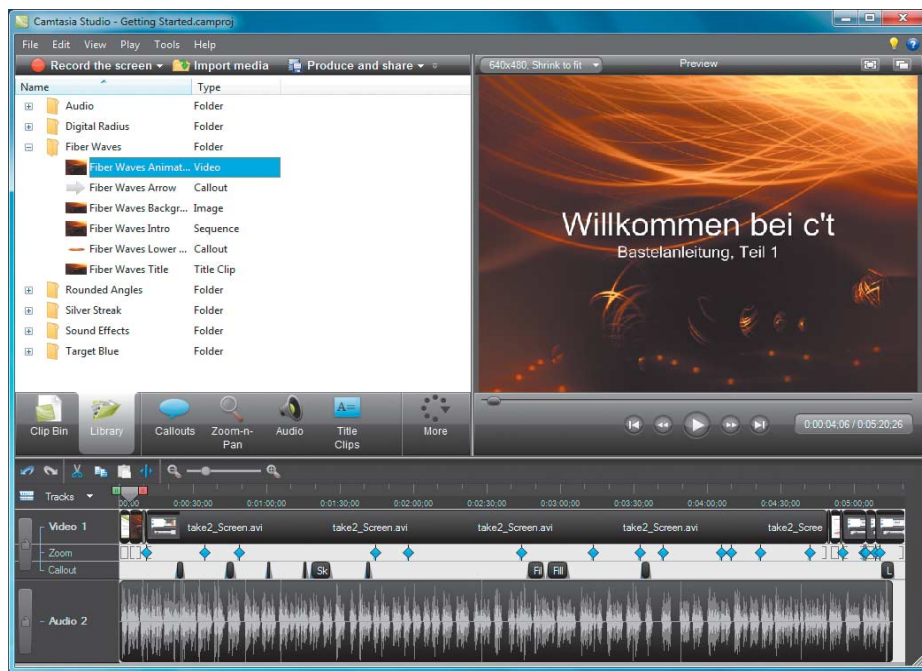 Camtasia Studio - Getting Started.camproj
File Edit View Play Tools Help
Record the screen Import media Produce and share
640x480, Shrink to fit Preview
Name Type
Audio Folder
Digital Radius Folder
Fiber Waves Folder
Fiber Waves Animat... Video
Fiber Waves Arrow Callout
Fiber Waves Backgr... Image
Fiber Waves Intro Sequence
Fiber Waves Lower ... Callout
Fiber Waves Title Title Clip
Rounded Angles Folder
Silver Streak Folder
Sound Effects Folder
Target Blue Folder
Willkommen bei c't
Bastelanleitung, Teil 1
Clip Bin Library Callouts Zoom-n-Pan Audio Title Clips More
0:00:04;06 / 0:05:20;26
Tracks
0:00:30;00 0:01:00;00 0:01:30;00 0:02:00;00 0:02:30;00 0:03:00;00 0:03:30;00 0:04:00;00 0:04:30;00 0:05:00;00
Video 1 take2_Screen.avi take2_Screen.avi take2_Screen.avi take2_Screen.avi take2_Scree
Zoom
Callout Sk Fil Fill L
Audio 2